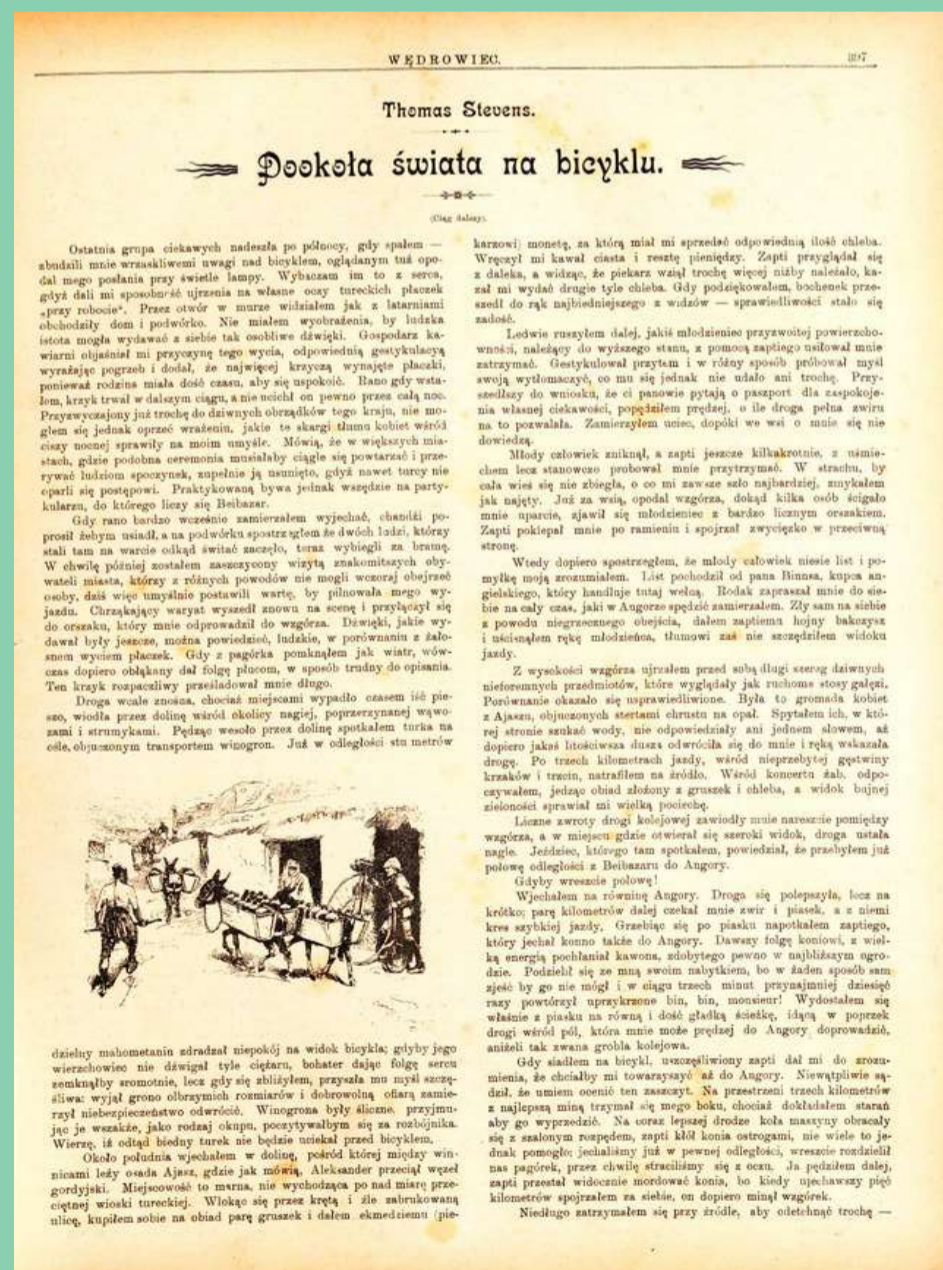 WĘDROWIEC.
397
Thomas Stevens.
Dookoła świata na bicyklu.
(Ciąg dalszy).
Ostatnia grupa ciekawych nadeszła po północy, gdy spałem —
zbudzili mnie wrzaskliwemi uwagi nad bicyklem, oglądanym tuż opo-
dal mego posłania przy świetle lampy. Wybaczam im to z serca,
gdyż dali mi sposobność ujrzenia na własne oczy tureckich płaczek
„przy robocie“. Przez otwór w murze widziałem jak z latarniami
obchodziły dom i podwórko. Nie miałem wyobrażenia, by ludzka
istota mogła wydawać z siebie tak osobliwe dźwięki. Gospodarz ka-
wiarni objaśnił mi przyczynę tego wycia, odpowiednią gestykulacyą
wyrażając pogrzeb i dodał, że najwięcej krzyczą wynajęte płaczki,
ponieważ rodzina miała dość czasu, aby się uspokoić. Rano gdy wsta-
łem, krzyk trwał w dalszym ciągu, a nie ucichł on pewno przez całą noc.
Przyzwyczajony już trochę do dziwnych obrządków tego kraju, nie mo-
głem się jednak oprzeć wrażeniu, jakie te skargi tłumu kobiet wśród
ciszy nocnej sprawiły na moim umyśle. Mówią, że w większych mia-
stach, gdzie podobna ceremonia musiałaby ciągle się powtarzać i prze-
rywać ludziom spoczynek, zupełnie ją usunięto, gdyż nawet turcy nie
oparli się postępowi. Praktykowaną bywa jednak wszędzie na party-
kularzu, do którego liczy się Beibazar.
Gdy rano bardzo wcześnie zamierzałem wyjechać, chandżi po-
prosił żebym usiadł, a na podwórku spostrzegłem że dwóch ludzi, którzy
stali tam na warcie odkąd świtać zaczęło, teraz wybiegli za bramę.
W chwilę później zostałem zaszczycony wizytą znakomitszych oby-
wateli miasta, którzy z różnych powodów nie mogli wczoraj obejrzeć
osoby, dziś więc umyślnie postawili wartę, by pilnowała mego wy-
jazdu. Chrząkający waryat wyszedł znowu na scenę i przyłączył się
do orszaku, który mnie odprowadził do wzgórza. Dźwięki, jakie wy-
dawał były jeszcze, można powiedzieć, ludzkie, w porównaniu z żało-
snem wyciem płaczek. Gdy z pagórka pomknąłem jak wiatr, wów-
czas dopiero obłąkany dał folgę płucom, w sposób trudny do opisania.
Ten krzyk rozpaczliwy prześladował mnie długo.
Droga wcale znośna, chociaż miejscami wypadło czasem iść pie-
szo, wiodła przez dolinę wśród okolicy nagiej, poprzerzynanej wąwo-
zami i strumykami. Pędząc wesoło przez dolinę spotkałem turka na
ośle, objuczonym transportem winogron. Już w odległości stu metrów
dzielny mahometanin zdradzał niepokój na widok bicykla; gdyby jego
wierzchowiec nie dźwigał tyle ciężaru, bohater dając folgę sercu
zemknąłby sromotnie, lecz gdy się zbliżyłem, przyszła mu myśl szczę-
śliwa: wyjął grono olbrzymich rozmiarów i dobrowolną ofiarą zamie-
rzył niebezpieczeństwo odwrócić. Winogrona były śliczne, przyjmu-
jąc je wszakże, jako rodzaj okupu, poczytywałbym się za rozbójnika.
Wierzę, iż odtąd biedny turek nie będzie uciekał przed bicyklem.
Około południa wjechałem w dolinę, pośród której między win-
nicami leży osada Ajasz, gdzie jak mówią, Aleksander przeciął węzeł
gordyjski. Miejscowość to marna, nie wychodząca po nad miarę prze-
ciętnej wioski tureckiej. Wlokąc się przez krętą i źle zabrukowaną
ulicę, kupiłem sobie na obiad parę gruszek i dałem ekmedziemu (pie-
karzowi) monetę, za którą miał mi sprzedać odpowiednią ilość chleba.
Wręczył mi kawał ciasta i resztę pieniędzy. Zapti przyglądał się
z daleka, a widząc, że piekarz wziął trochę więcej niżby należało, ka-
zał mi wydać drugie tyle chleba. Gdy podziękowałem, bochenek prze-
szedł do rąk najbiedniejszego z widzów — sprawiedliwości stało się
zadość.
Ledwie ruszyłem dalej, jakiś młodzieniec przyzwoitej powierzcho-
wności, należący do wyższego stanu, z pomocą zaptiego usiłował mnie
zatrzymać. Gestykulował przytem i w różny sposób próbował myśl
swoją wytłomaczyć, co mu się jednak nie udało ani trochę. Przy-
szedłszy do wniosku, że ci panowie pytają o paszport dla zaspokoje-
nia własnej ciekawości, popędziłem prędzej, o ile droga pełna żwiru
na to pozwalała. Zamierzyłem uciec, dopóki we wsi o mnie się nie
dowiedzą.
Młody człowiek zniknął, a zapti jeszcze kilkakrotnie, z uśmie-
chem lecz stanowczo probował mnie przytrzymać. W strachu, by
cała wieś się nie zbiegła, o co mi zawsze szło najbardziej, zmykałem
jak najęty. Już za wsią, opodal wzgórza, dokąd kilka osób ścigało
mnie uparcie, zjawił się młodzieniec z bardzo licznym orszakiem.
Zapti poklepał mnie po ramieniu i spojrzał zwycięzko w przeciwną
stronę.
Wtedy dopiero spostrzegłem, że młody człowiek niesie list i po-
myłkę moją zrozumiałem. List pochodził od pana Binnsa, kupca an-
gielskiego, który handluje tutaj wełną. Rodak zapraszał mnie do sie-
bie na cały czas, jaki w Angorze spędzić zamierzałem. Zły sam na siebie
z powodu niegrzecznego obejścia, dałem zaptiemu hojny bakczysz
i uścisnąłem rękę młodzieńca, tłumowi zaś nie szczędziłem widoku
jazdy.
Z wysokości wzgórza ujrzałem przed sobą długi szereg dziwnych
nieforemnych przedmiotów, które wyglądały jak ruchome stosy gałęzi.
Porównanie okazało się usprawiedliwione. Była to gromada kobiet
z Ajaszu, objuczonych stertami chrustu na opał. Spytałem ich, w któ-
rej stronie szukać wody, nie odpowiedziały ani jednem słowem, aż
dopiero jakaś litościwsza dusza odwróciła się do mnie i ręką wskazała
drogę. Po trzech kilometrach jazdy, wśród nieprzebytej gęstwiny
krzaków i trzcin, natrafiłem na źródło. Wśród koncertu żab, odpo-
czywałem, jedząc obiad złożony z gruszek i chleba, a widok bujnej
zieloności sprawiał mi wielką pociechę.
Liczne zwroty drogi kolejowej zawiodły mnie nareszcie pomiędzy
wzgórza, a w miejscu gdzie otwierał się szeroki widok, droga ustała
nagle. Jeździec, którego tam spotkałem, powiedział, że przebyłem już
połowę odległości z Beibazaru do Angory.
Gdyby wreszcie połowę!
Wjechałem na równinę Angory. Droga się polepszyła, lecz na
krótko; parę kilometrów dalej czekał mnie żwir i piasek, a z niemi
kres szybkiej jazdy. Grzebiąc się po piasku napotkałem zaptiego,
który jechał konno także do Angory. Dawszy folgę koniowi, z wiel-
ką energią pochłaniał kawona, zdobytego pewno w najbliższym ogro-
dzie. Podzielił się ze mną swoim nabytkiem, bo w żaden sposób sam
zjeść by go nie mógł i w ciągu trzech minut przynajmniej dziesięć
razy powtórzył uprzykrzone bin, bin, monsieur! Wydostałem się
właśnie z piasku na równą i dość gładką ścieżkę, idącą w poprzek
drogi wśród pól, która mnie może prędzej do Angory doprowadzić,
aniżeli tak zwana grobla kolejowa.
Gdy siadłem na bicykl, uszczęśliwiony zapti dał mi do zrozu-
mienia, że chciałby mi towarzyszyć aż do Angory. Niewątpliwie są-
dził, że umiem ocenić ten zaszczyt. Na przestrzeni trzech kilometrów
z najlepszą miną trzymał się mego boku, chociaż dokładałem starań
aby go wyprzedzić. Na coraz lepszej drodze koła maszyny obracały
się z szalonym rozpędem, zapti kłół konia ostrogami, nie wiele to je-
dnak pomogło; jechaliśmy już w pewnej odległości, wreszcie rozdzielił
nas pagórek, przez chwilę straciliśmy się z oczu. Ja pędziłem dalej,
zapti przestał widocznie mordować konia, bo kiedy ujechawszy pięć
kilometrów spojrzałem za siebie, on dopiero minął wzgórek.
Niedługo zatrzymałem się przy źródle, aby odetchnąć trochę —